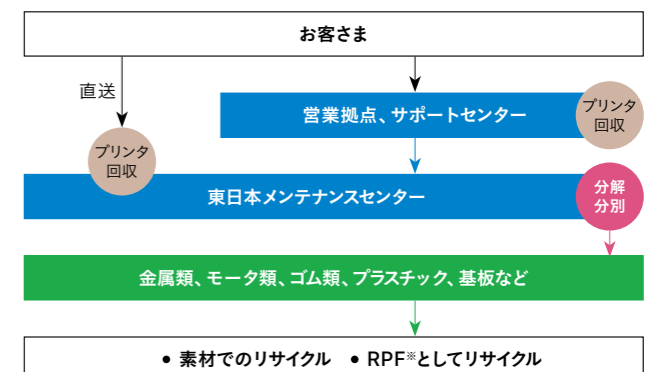 お客さま
直送
営業拠点、サポートセンター
プリンタ
回収
プリンタ
回収
東日本メンテナンスセンター
分解
分別
金属類、モータ類、ゴム類、プラスチック、基板など
● 素材でのリサイクル ● RPF※としてリサイクル